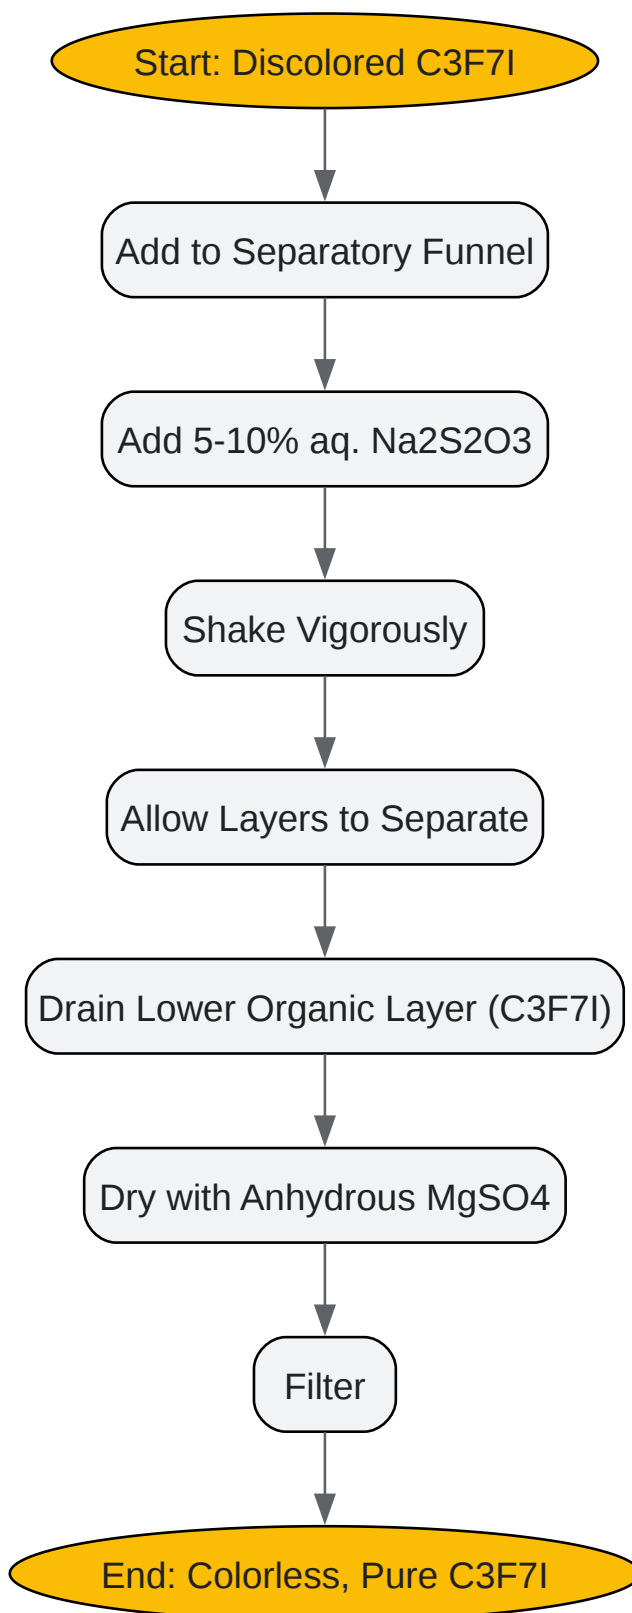 Start: Discolored C3F7I
Add to Separatory Funnel
Add 5-10% aq. Na2S2O3
Shake Vigorously
Allow Layers to Separate
Drain Lower Organic Layer (C3F7I)
Dry with Anhydrous MgSO4
Filter
End: Colorless, Pure C3F7I